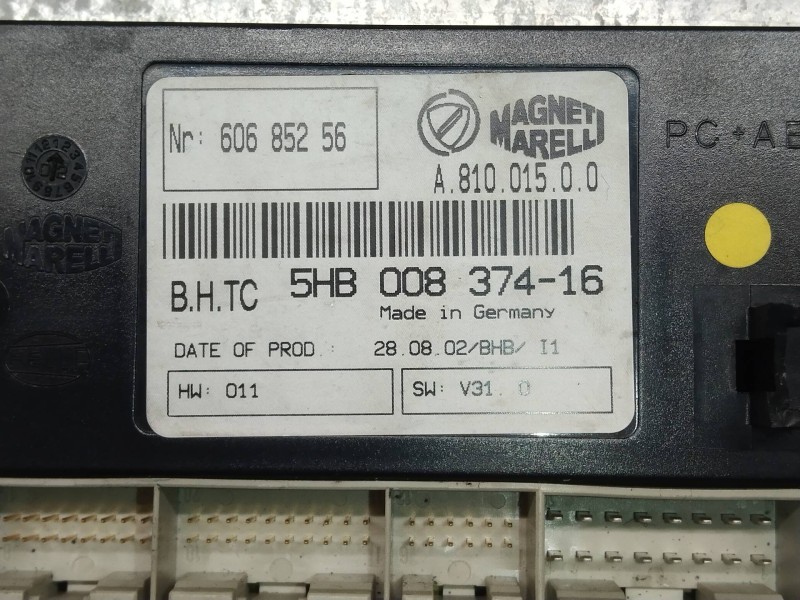 Nr: 606 852 56
MAGNETI
MARELLI
A.810.015.0.0
PC+AB
MAGNETI
MARELLI
B.H.TC 5HB 008 374-16
Made in Germany
DATE OF PROD.: 28.08.02/BHB/ I1
HW: 011
SW: V31. 0